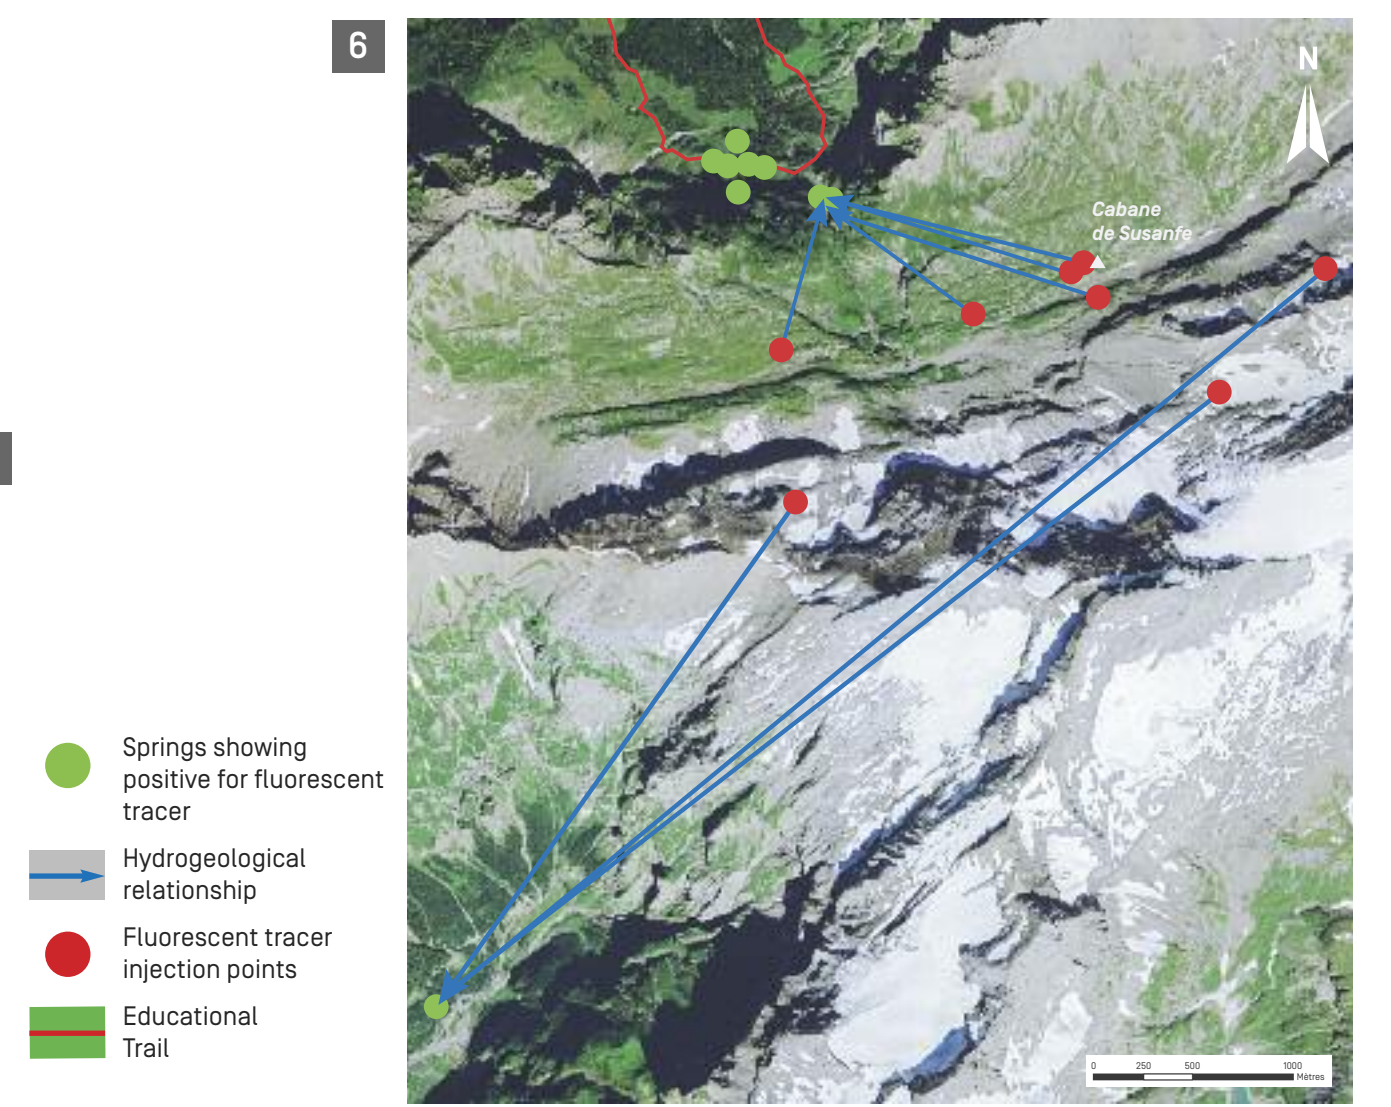 6
N
Cabane
de Susanfe
Springs showing
positive for fluorescent
tracer
Hydrogeological
relationship
Fluorescent tracer
injection points
Educational
Trail
0 250 500 1000
Mètres